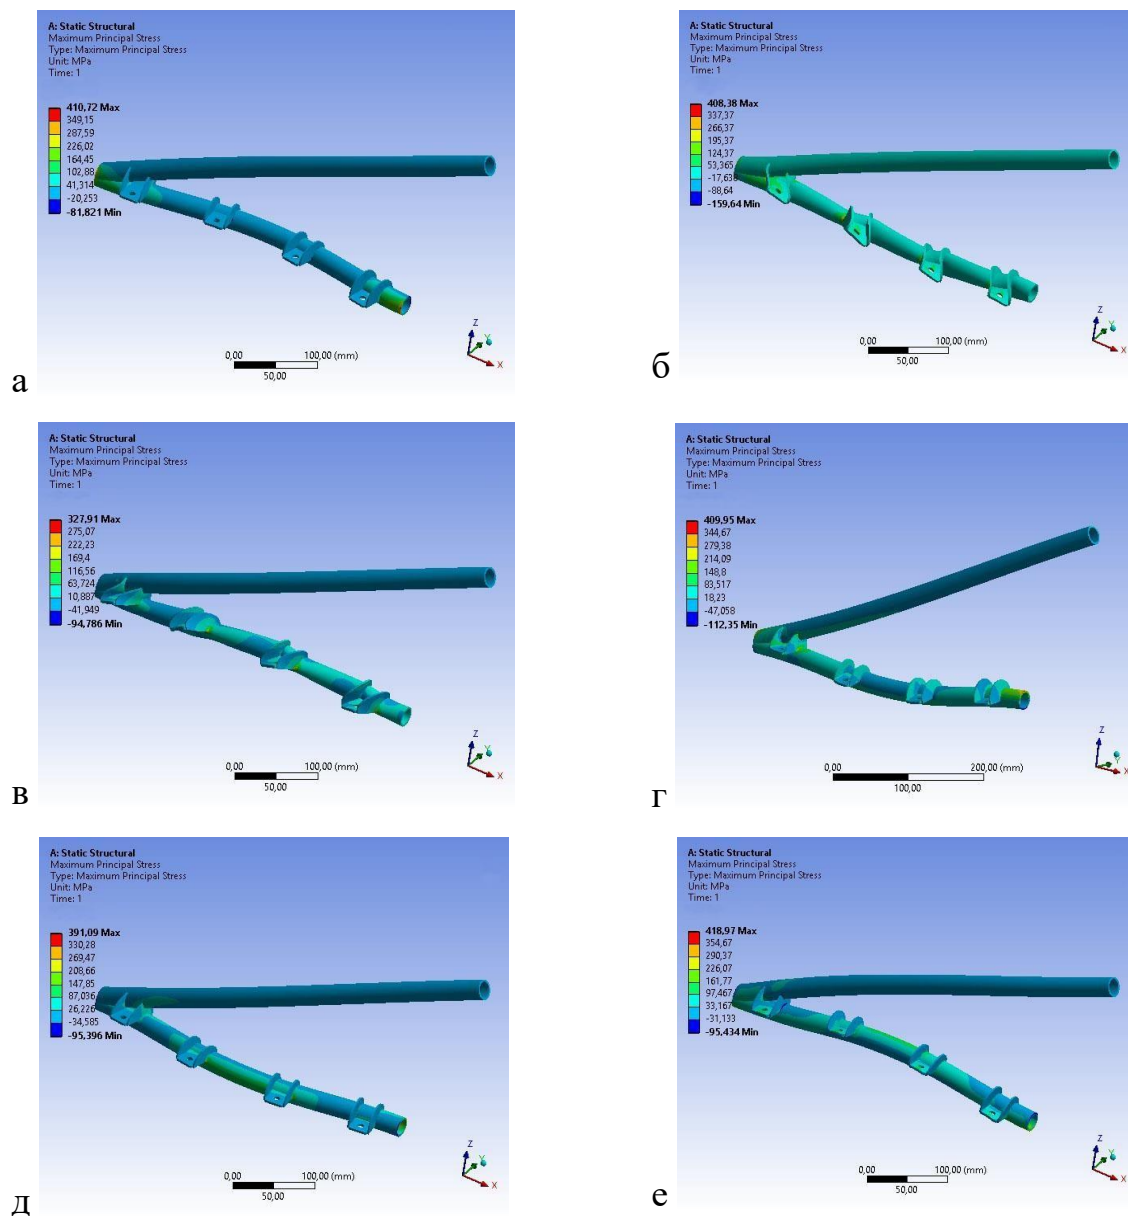 A: Static Structural
Maximum Principal Stress
Type: Maximum Principal Stress
Unit: MPa
Time: 1
410,72 Max
349,15
287,59
226,02
164,45
102,88
41,314
-20,253
-81,821 Min
0,00
100,00 (mm)
50,00
Z
Y
X
а
A: Static Structural
Maximum Principal Stress
Type: Maximum Principal Stress
Unit: MPa
Time: 1
408,38 Max
337,37
266,37
195,37
124,37
53,365
-17,638
-88,64
-159,64 Min
0,00
100,00 (mm)
50,00
Z
Y
X
б
A: Static Structural
Maximum Principal Stress
Type: Maximum Principal Stress
Unit: MPa
Time: 1
327,91 Max
275,07
222,23
169,4
116,56
63,724
10,887
-41,949
-94,786 Min
0,00
100,00 (mm)
50,00
Z
Y
X
в
A: Static Structural
Maximum Principal Stress
Type: Maximum Principal Stress
Unit: MPa
Time: 1
409,95 Max
344,67
279,38
214,09
148,8
83,517
18,23
-47,058
-112,35 Min
0,00
200,00 (mm)
100,00
Z
Y
X
г
A: Static Structural
Maximum Principal Stress
Type: Maximum Principal Stress
Unit: MPa
Time: 1
391,09 Max
330,28
269,47
208,66
147,85
87,036
26,226
-34,585
-95,396 Min
0,00
100,00 (mm)
50,00
Z
Y
X
д
A: Static Structural
Maximum Principal Stress
Type: Maximum Principal Stress
Unit: MPa
Time: 1
418,97 Max
354,67
290,37
226,07
161,77
97,467
33,167
-31,133
-95,434 Min
0,00
100,00 (mm)
50,00
Z
Y
X
е